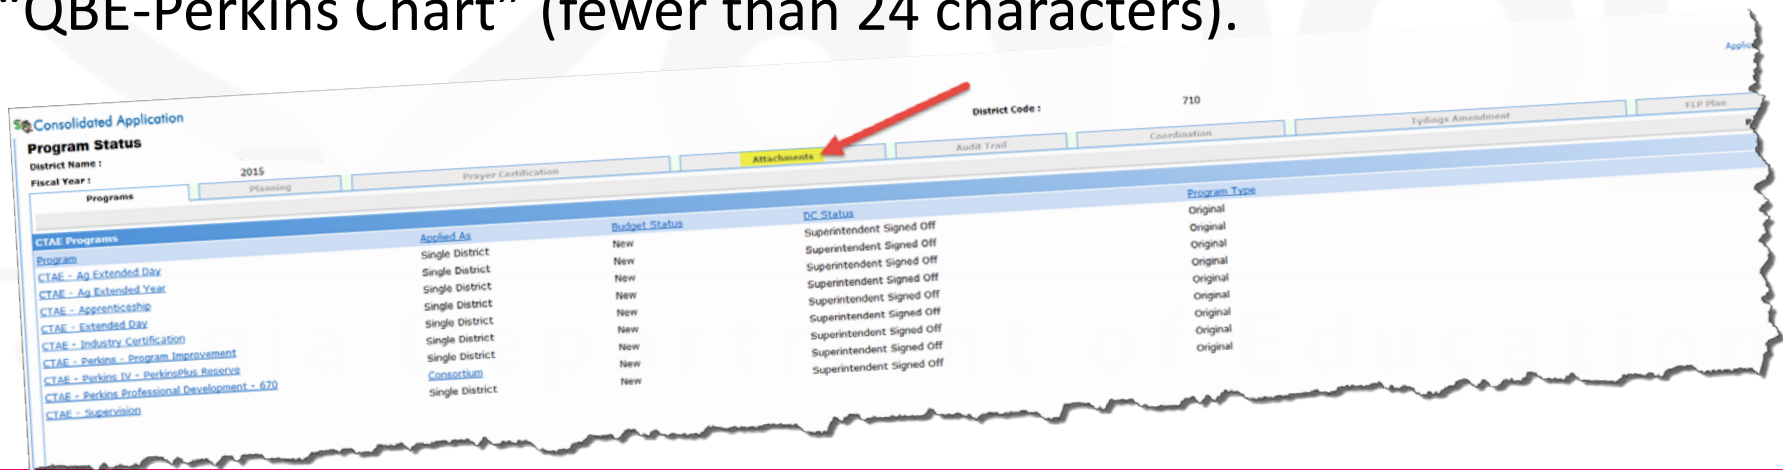 “QBE-Perkins Chart” (fewer than 24 characters).
Consolidated Application
Program Status
District Name :
Fiscal Year : 2015
District Code : 710
Programs Planning Prayer Certification Attachments Audit Trail Coordination Tydings Amendment FLP Plan
CTAE Programs
Program Applied As Budget Status DC Status Program Type
CTAE - Ag Extended Day Single District New Superintendent Signed Off Original
CTAE - Ag Extended Year Single District New Superintendent Signed Off Original
CTAE - Apprenticeship Single District New Superintendent Signed Off Original
CTAE - Extended Day Single District New Superintendent Signed Off Original
CTAE - Industry Certification Single District New Superintendent Signed Off Original
CTAE - Perkins - Program Improvement Single District New Superintendent Signed Off Original
CTAE - Perkins IV - PerkinsPlus Reserve Single District New Superintendent Signed Off Original
CTAE - Perkins Professional Development - 670 Consortium New Superintendent Signed Off Original
CTAE - Supervision Single District New Superintendent Signed Off Original